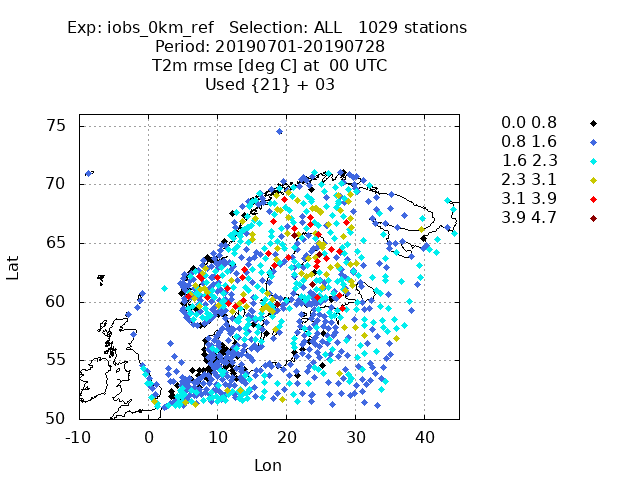 Exp: iobs_0km_ref   Selection: ALL   1029 stations
Period: 20190701-20190728
T2m rmse [deg C] at  00 UTC
Used {21} + 03
0.0 0.8
0.8 1.6
1.6 2.3
2.3 3.1
3.1 3.9
3.9 4.7
75
70
65
60
55
50
Lat
-10 0 10 20 30 40
Lon